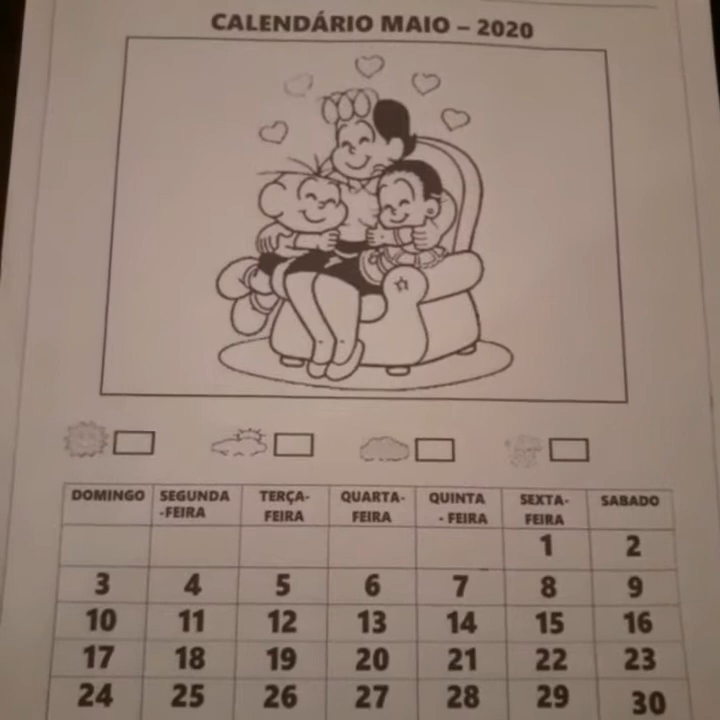 CALENDÁRIO MAIO – 2020
DOMINGO SEGUNDA -FEIRA TERÇA- FEIRA QUARTA- FEIRA QUINTA - FEIRA SEXTA- FEIRA SABADO
1 2
3 4 5 6 7 8 9
10 11 12 13 14 15 16
17 18 19 20 21 22 23
24 25 26 27 28 29 30